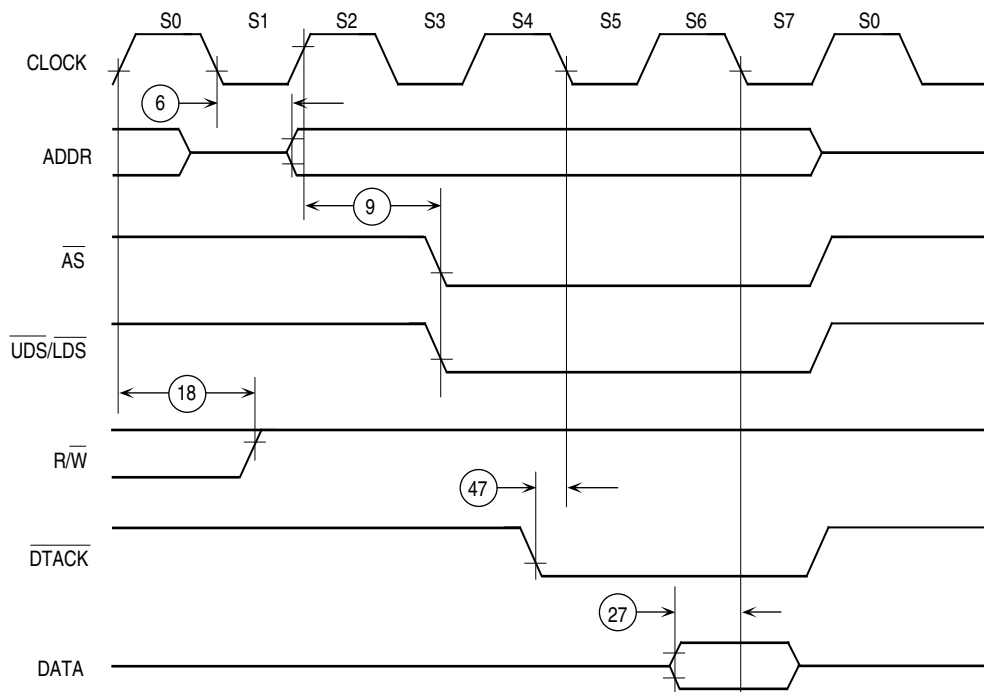 S0 S1 S2 S3 S4 S5 S6 S7 S0
CLOCK
6
ADDR
9
AS
UDS/LDS
18
R/W
47
DTACK
27
DATA